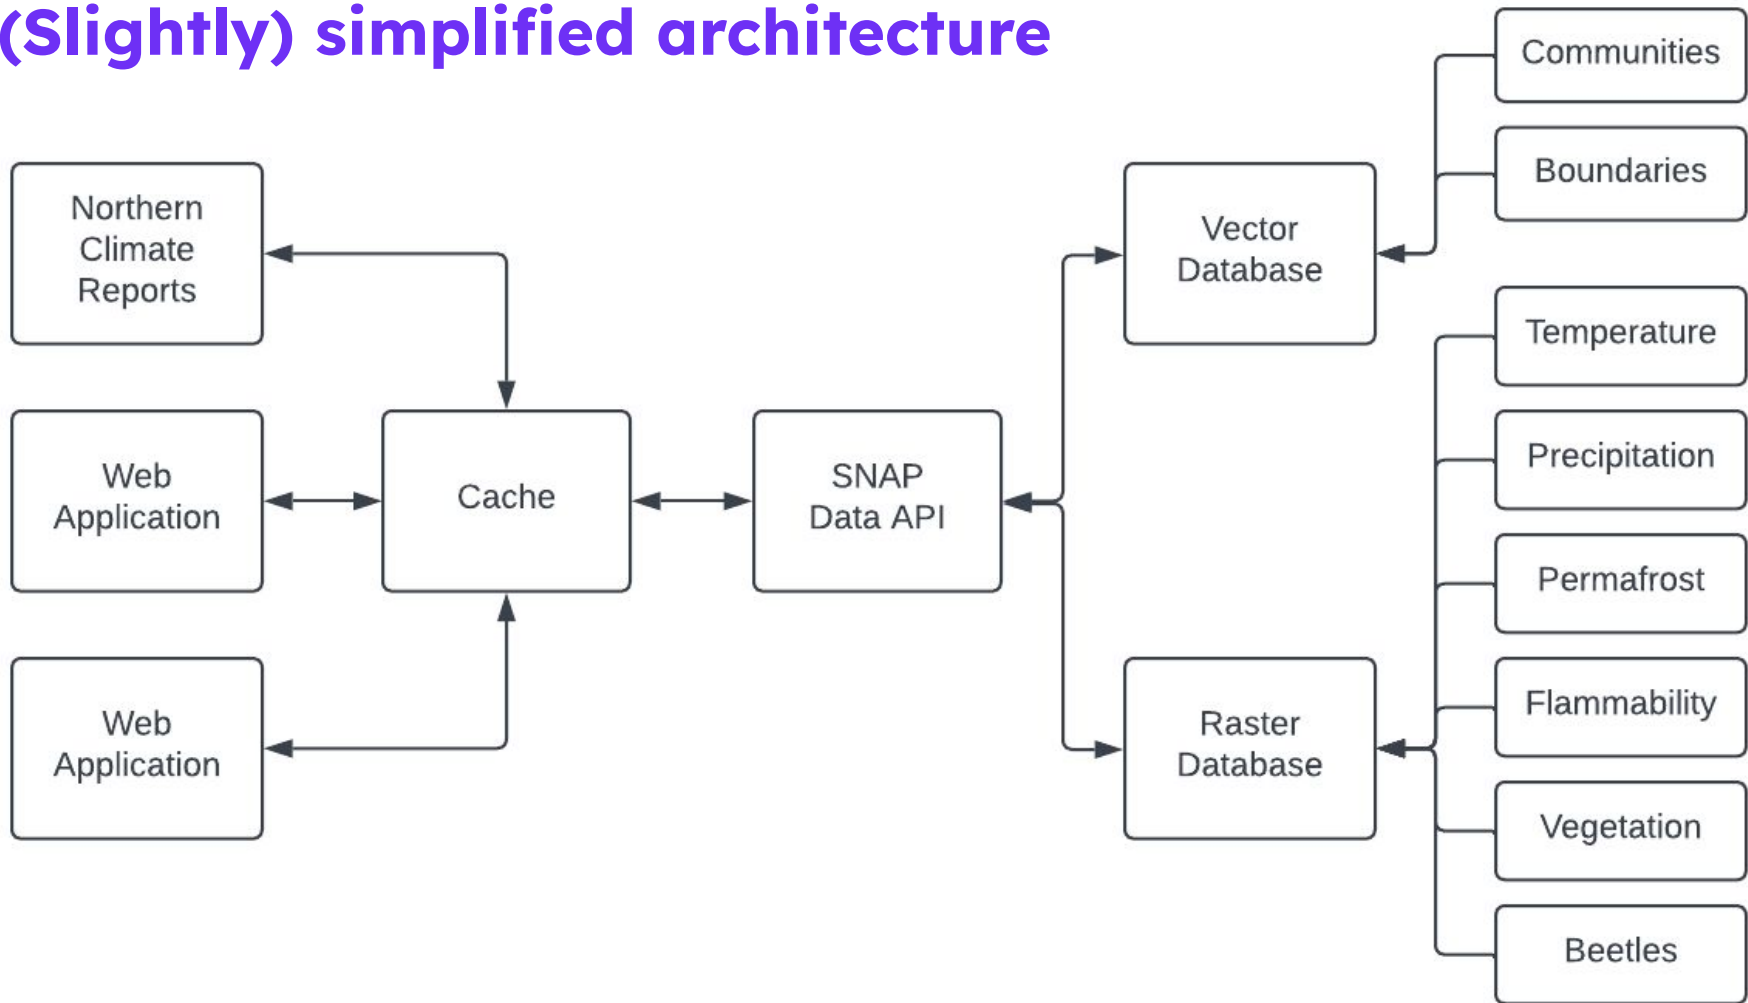 (Slightly) simplified architecture
Northern
Climate
Reports
Web
Application
Web
Application
Cache
SNAP
Data API
Vector
Database
Raster
Database
Communities
Boundaries
Temperature
Precipitation
Permafrost
Flammability
Vegetation
Beetles